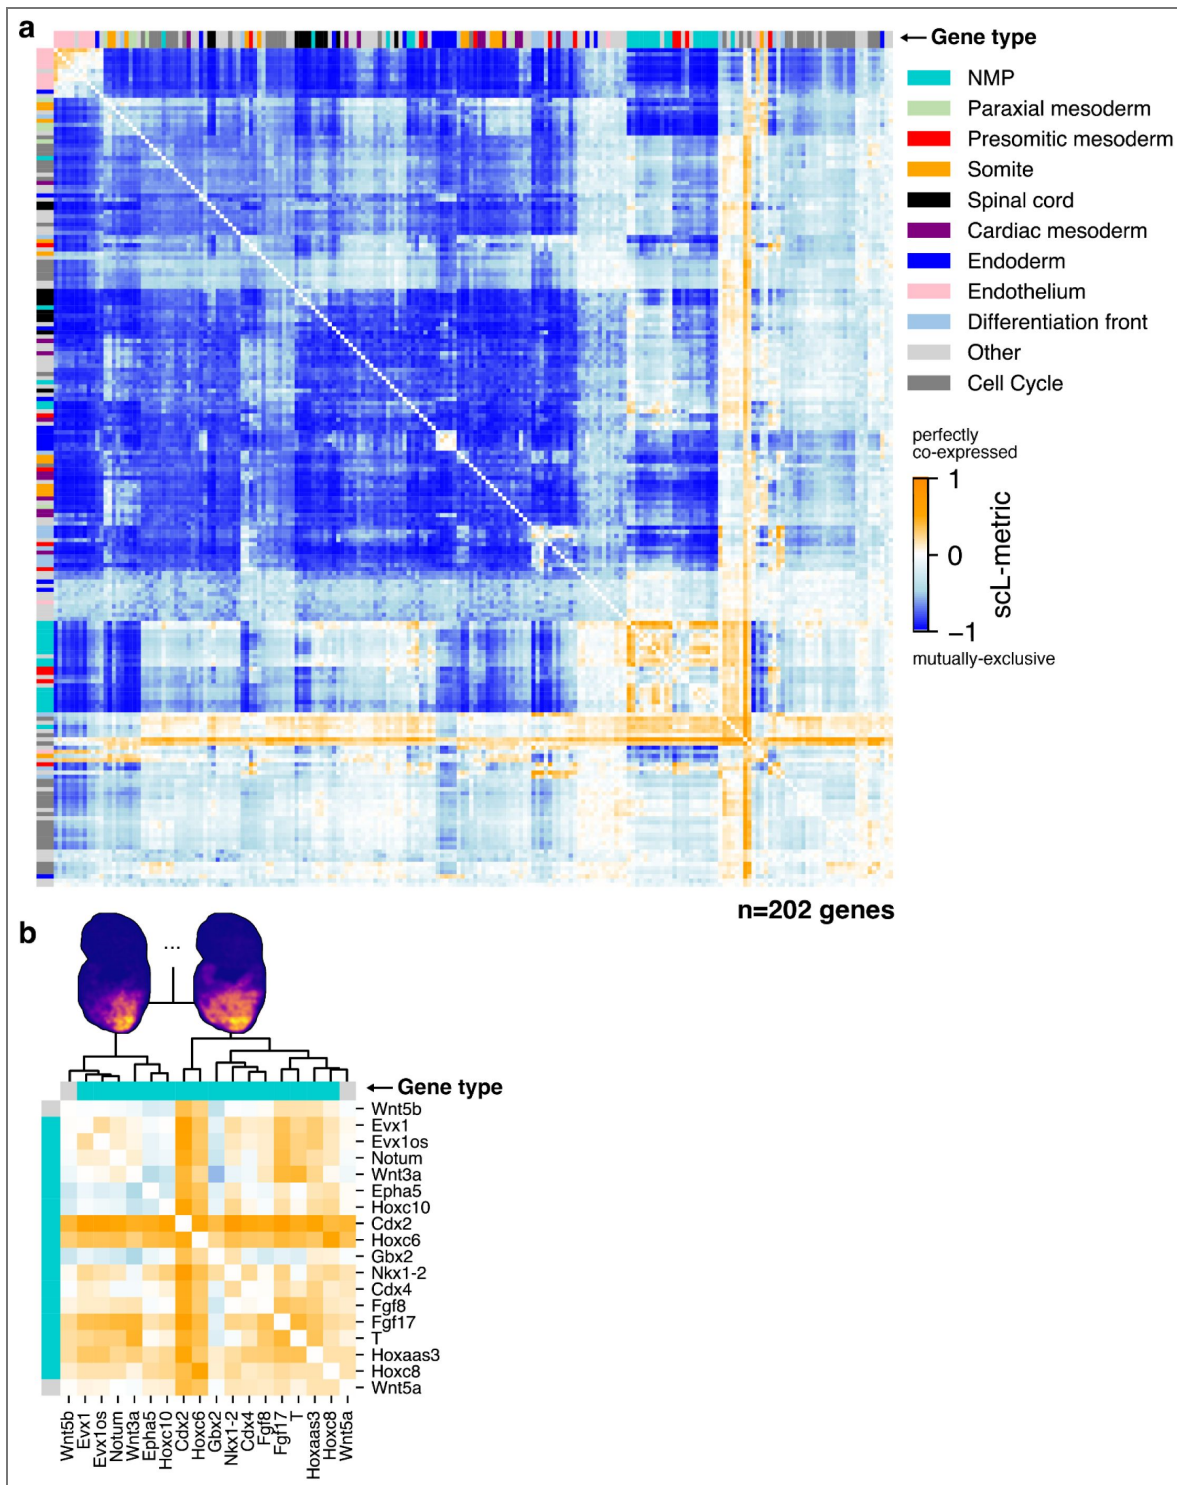 a
← Gene type
NMP
Paraxial mesoderm
Presomitic mesoderm
Somite
Spinal cord
Cardiac mesoderm
Endoderm
Endothelium
Differentiation front
Other
Cell Cycle
perfectly
co-expressed
1
0
−1
scL-metric
mutually-exclusive
n=202 genes
b
...
← Gene type
Wnt5b
Evx1
Evx1os
Notum
Wnt3a
Epha5
Hoxc10
Cdx2
Hoxc6
Gbx2
Nkx1-2
Cdx4
Fgf8
Fgf17
T
Hoxaas3
Hoxc8
Wnt5a
Wnt5b
Evx1
Evx1os
Notum
Wnt3a
Epha5
Hoxc10
Cdx2
Hoxc6
Gbx2
Nkx1-2
Cdx4
Fgf8
Fgf17
T
Hoxaas3
Hoxc8
Wnt5a